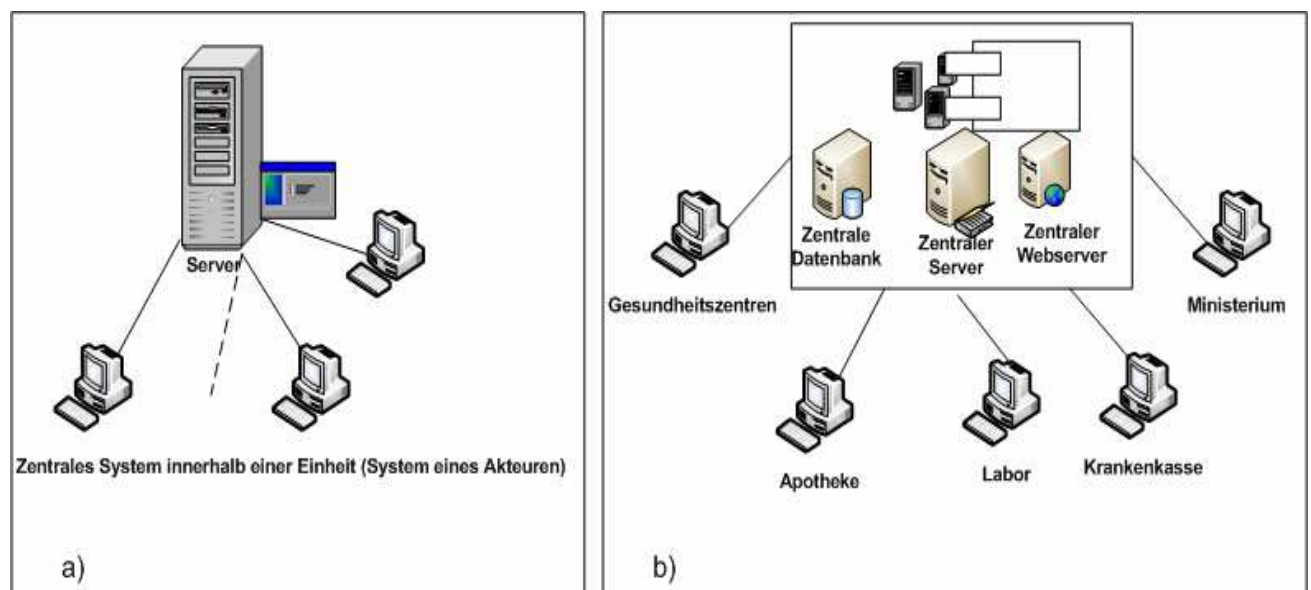 Server
Zentrales System innerhalb einer Einheit (System eines Akteuren)
a)
Zentrale
Datenbank
Zentraler
Server
Zentraler
Webserver
Gesundheitszentren
Ministerium
Apotheke
Labor
Krankenkasse
b)